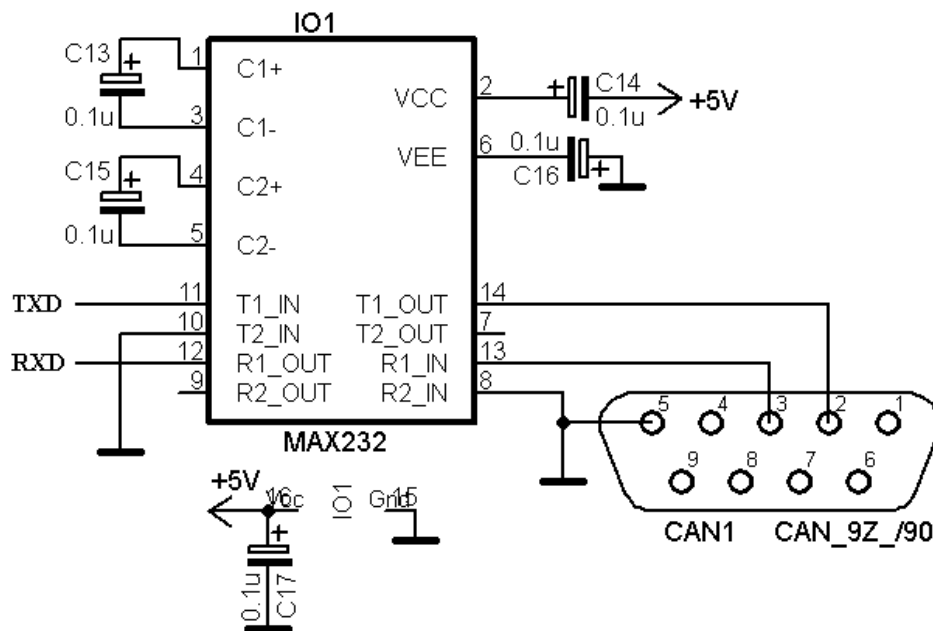 IO1
C13
0.1u
C15
0.1u
1
3
4
5
C1+
C1-
C2+
C2-
VCC
VEE
2
6
C14
0.1u
+5V
0.1u
C16
TXD
RXD
11
10
12
9
T1_IN
T2_IN
R1_OUT
R2_OUT
T1_OUT
T2_OUT
R1_IN
R2_IN
14
7
13
8
MAX232
5
4
3
2
1
9
8
7
6
CAN1
CAN_9Z_/90
+5V
16
Vcc
IO1
Gnd
15
0.1u
C17